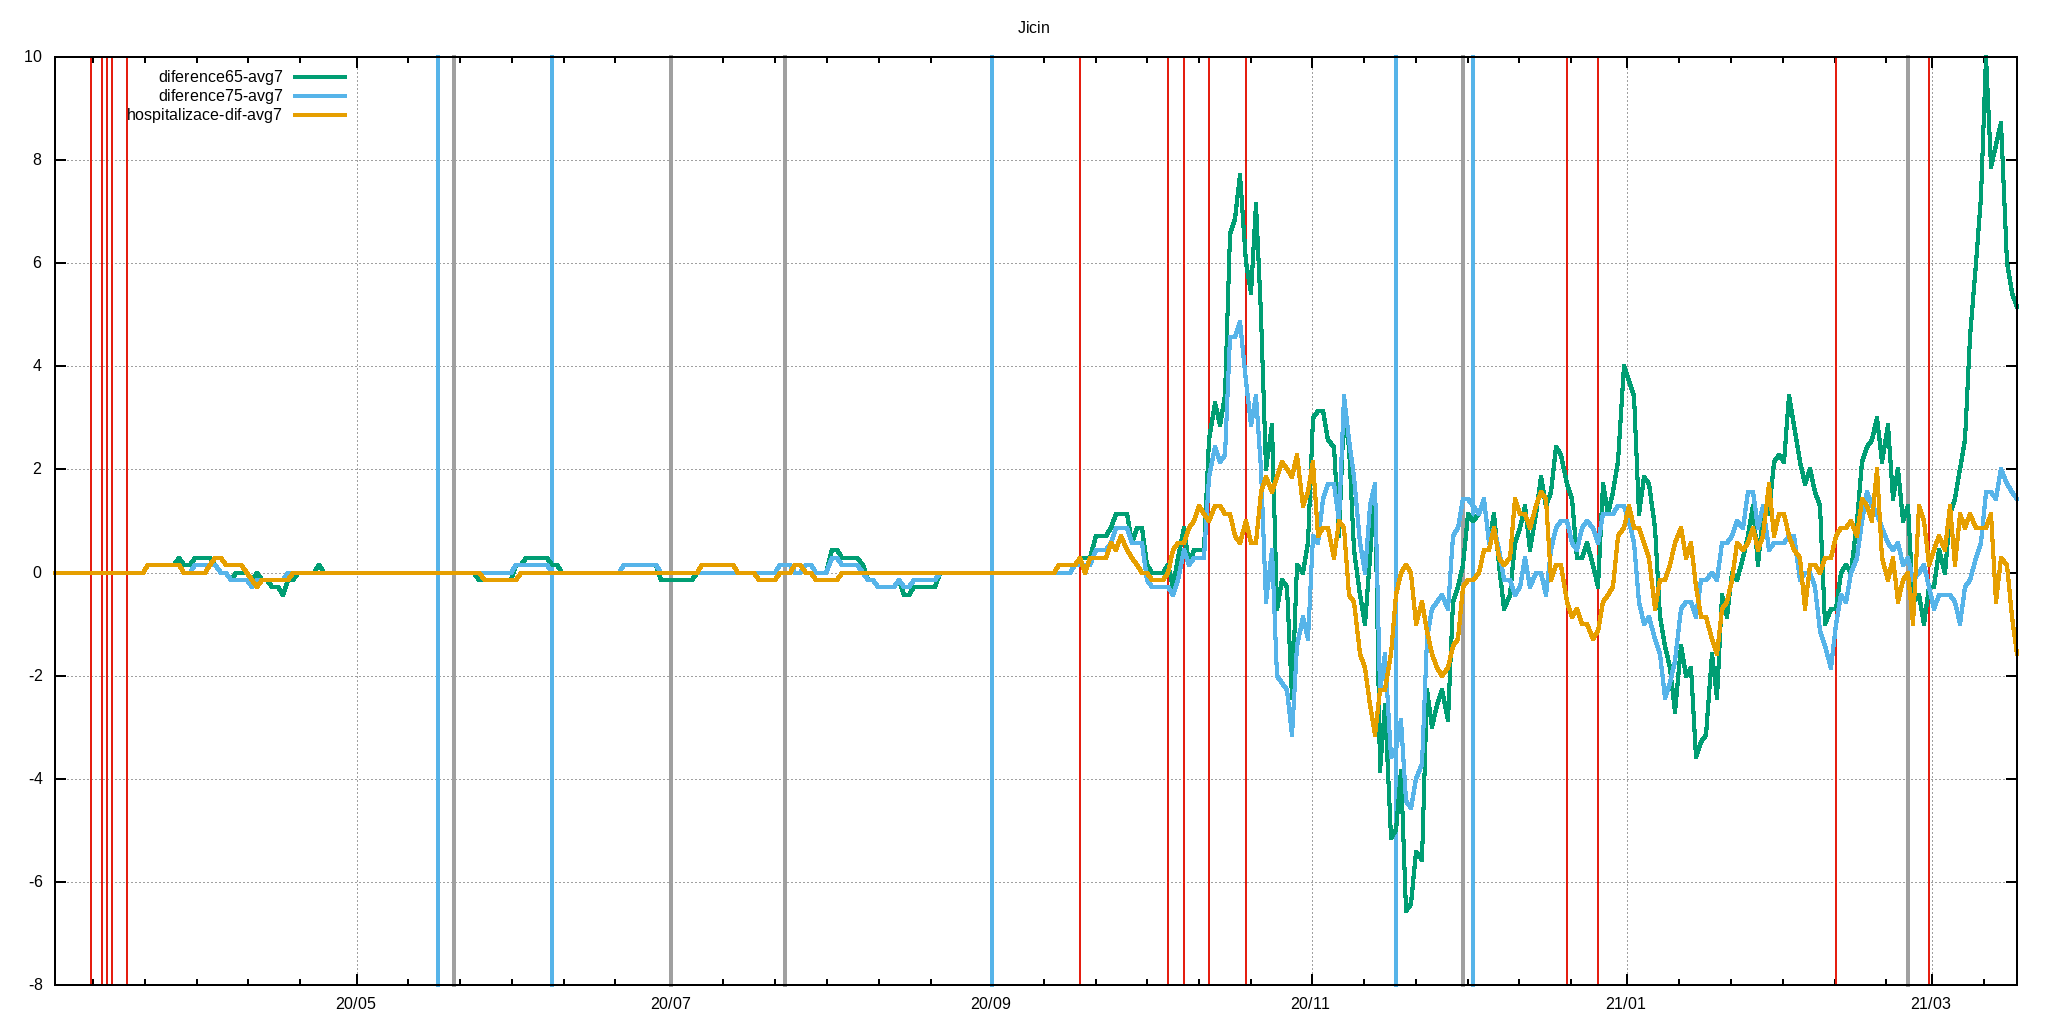 Jicin
10
diference65-avg7
diference75-avg7
hospitalizace-dif-avg7
8
6
4
2
0
-2
-4
-6
-8
20/05 20/07 20/09 20/11 21/01 21/03